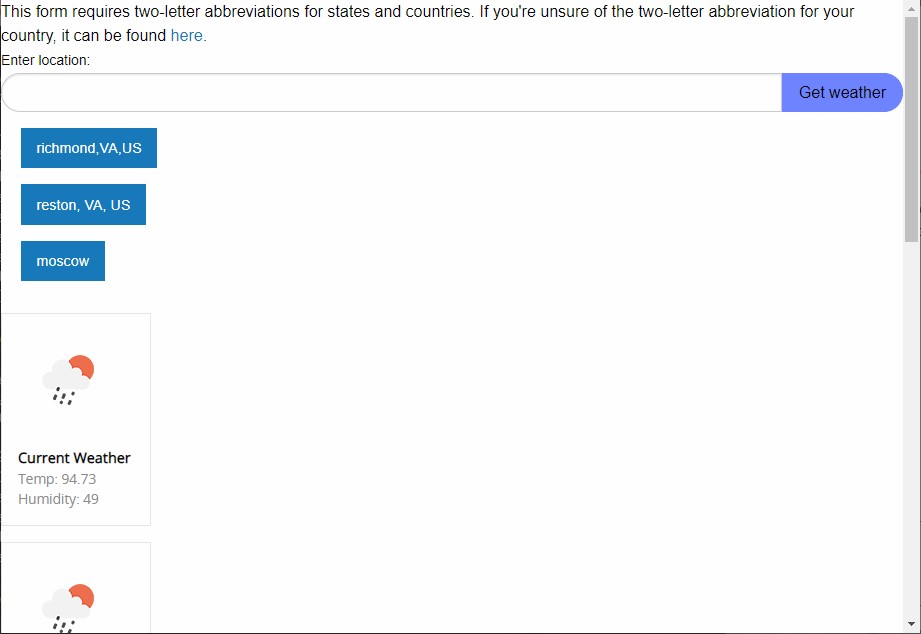 This form requires two-letter abbreviations for states and countries. If you're unsure of the two-letter abbreviation for your
country, it can be found here.
Enter location:
Get weather
richmond,VA,US
reston, VA, US
moscow
Current Weather
Temp: 94.73
Humidity: 49